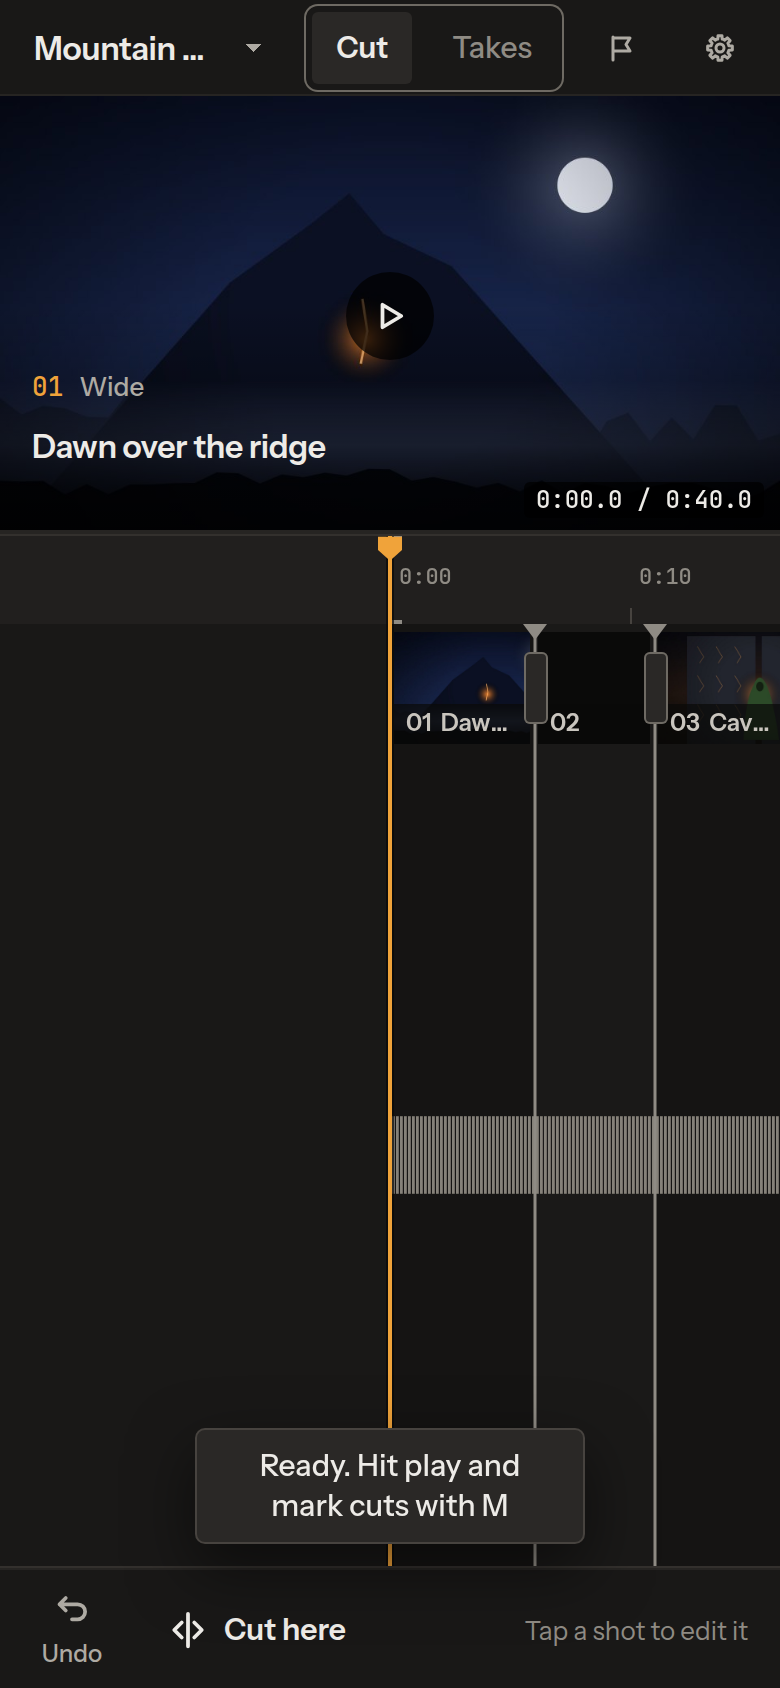 Mountain ...
Cut
Takes
01 Wide
Dawn over the ridge
0:00.0 / 0:40.0
0:00
0:10
01 Daw...
02
03 Cav...
Ready. Hit play and
mark cuts with M
Undo
Cut here
Tap a shot to edit it